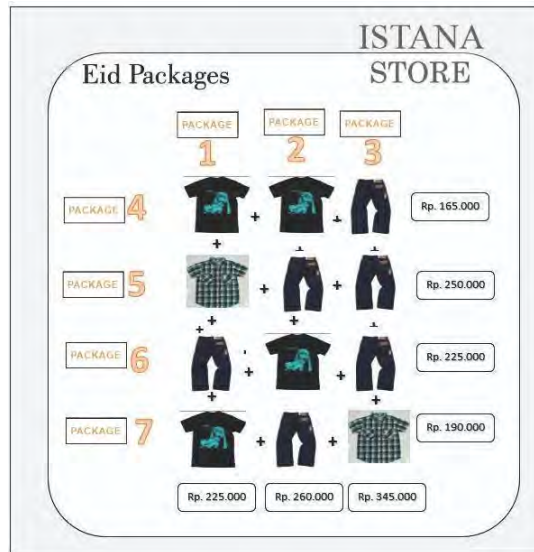 ISTANA
STORE
Eid Packages
PACKAGE
1
PACKAGE
2
PACKAGE
3
PACKAGE 4
+
+
Rp. 165.000
+
+
+
PACKAGE 5
+
+
Rp. 250.000
+
+
+
+
PACKAGE 6
+
Rp. 225.000
+
+
PACKAGE 7
+
+
Rp. 190.000
Rp. 225.000
Rp. 260.000
Rp. 345.000